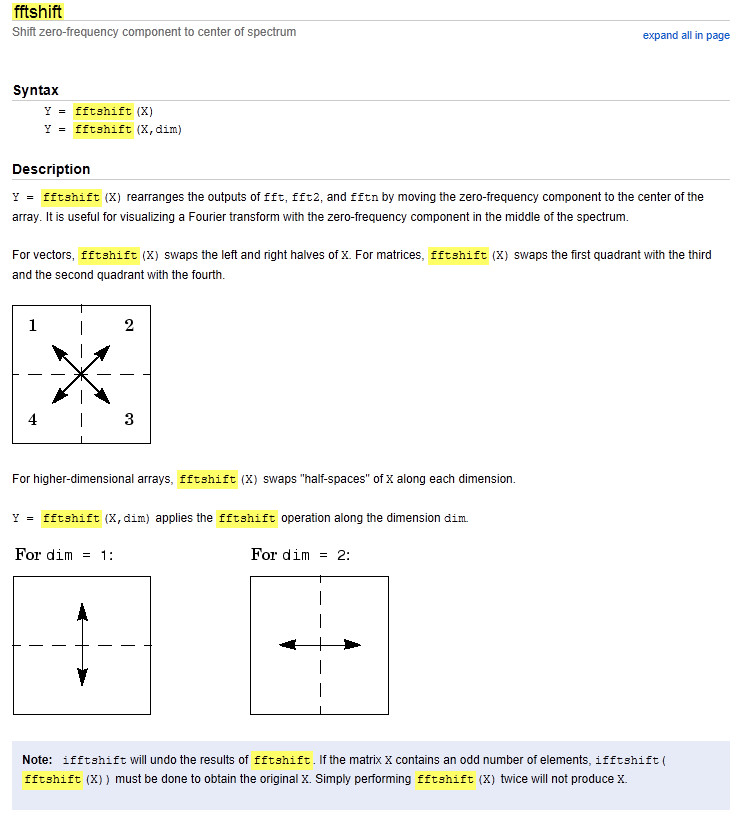 fftshift
Shift zero-frequency component to center of spectrum
expand all in page
Syntax
Y = fftshift(X)
Y = fftshift(X,dim)
Description
Y = fftshift(X) rearranges the outputs of fft, fft2, and fftn by moving the zero-frequency component to the center of the
array. It is useful for visualizing a Fourier transform with the zero-frequency component in the middle of the spectrum.
For vectors, fftshift(X) swaps the left and right halves of X. For matrices, fftshift(X) swaps the first quadrant with the third
and the second quadrant with the fourth.
1 2
4 3
For higher-dimensional arrays, fftshift(X) swaps "half-spaces" of X along each dimension.
Y = fftshift(X,dim) applies the fftshift operation along the dimension dim.
For dim = 1: For dim = 2:
Note: ifftshift will undo the results of fftshift. If the matrix X contains an odd number of elements, ifftshift(
fftshift(X)) must be done to obtain the original X. Simply performing fftshift(X) twice will not produce X.